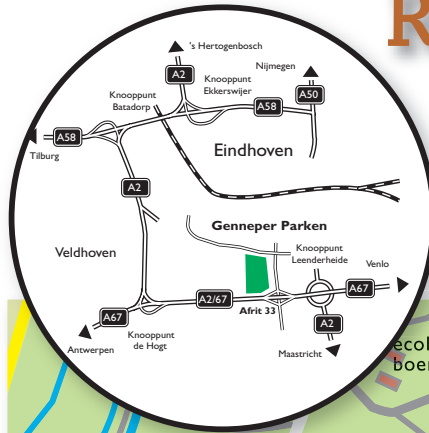 R
's Hertogenbosch
A2
Nijmegen
Knooppunt
Ekkerswijer
A50
Knooppunt
Batadorp
A58
A58
Eindhoven
Tilburg
A2
Genneper Parken
Veldhoven
Knooppunt
Leenderheide
Venlo
A2/67
A67
A67
Afrit 33
Knooppunt
de Hogt
A2
Antwerpen
Maastricht
ecol
boer